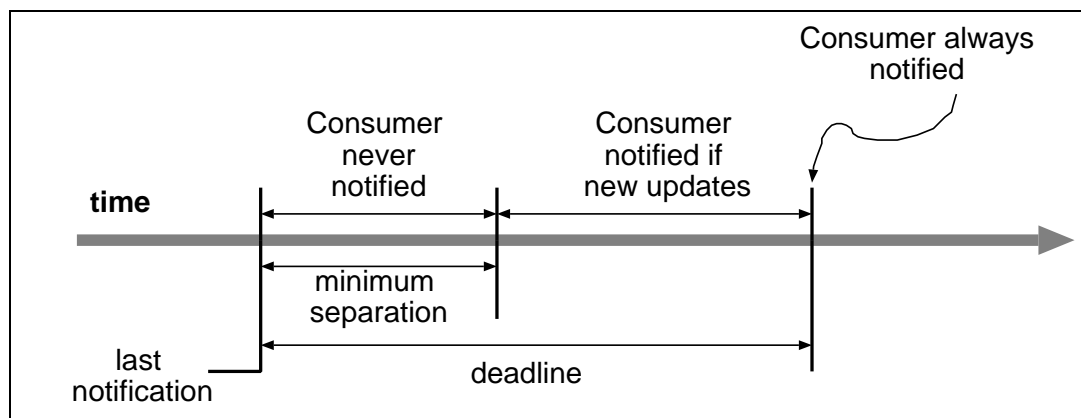 Consumer always
notified
Consumer
never
notified
Consumer
notified if
new updates
time
minimum
separation
last
notification
deadline